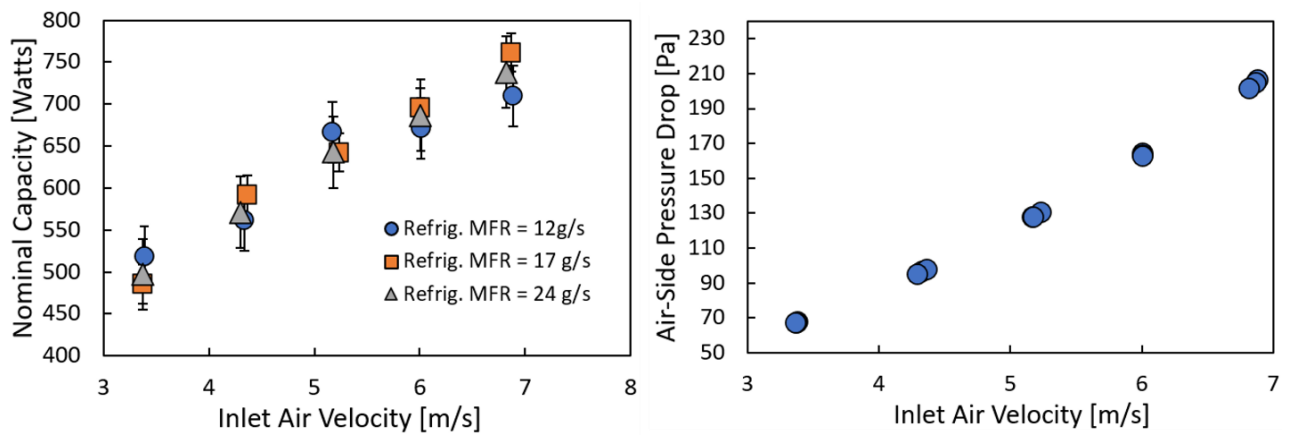 Nominal Capacity [Watts]
800
750
700
650
600
550
500
450
400
3 4 5 6 7 8
Inlet Air Velocity [m/s]
Refrig. MFR = 12g/s
Refrig. MFR = 17 g/s
Refrig. MFR = 24 g/s
Air-Side Pressure Drop [Pa]
230
210
190
170
150
130
110
90
70
50
3 4 5 6 7
Inlet Air Velocity [m/s]